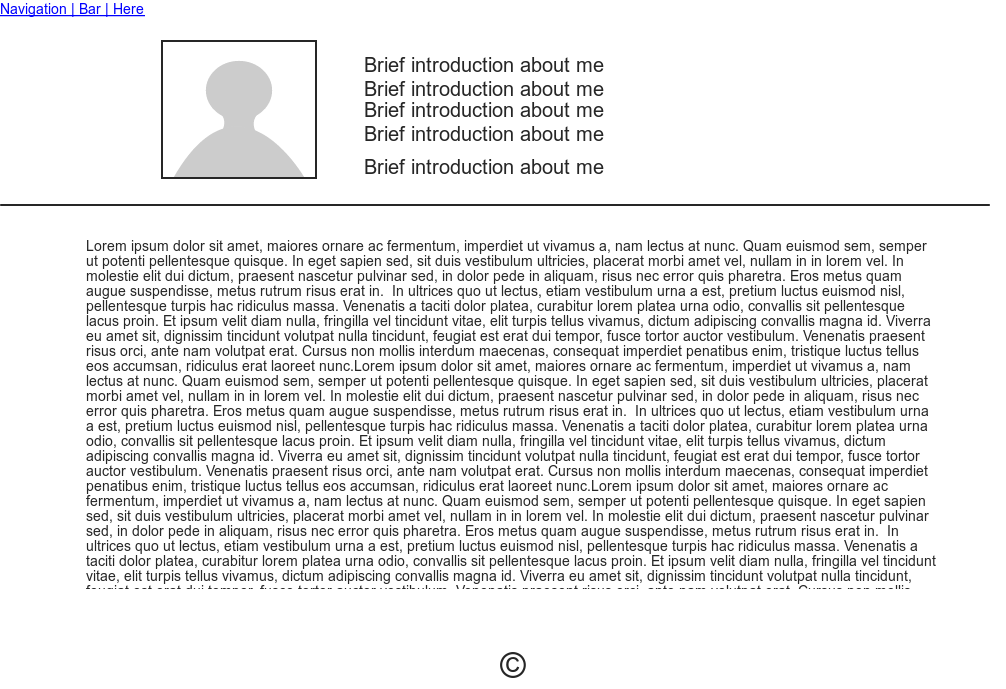 Navigation | Bar | Here
Brief introduction about me
Brief introduction about me
Brief introduction about me
Brief introduction about me
Brief introduction about me
Lorem ipsum dolor sit amet, maiores ornare ac fermentum, imperdiet ut vivamus a, nam lectus at nunc. Quam euismod sem, semper
ut potenti pellentesque quisque. In eget sapien sed, sit duis vestibulum ultricies, placerat morbi amet vel, nullam in in lorem vel. In
molestie elit dui dictum, praesent nascetur pulvinar sed, in dolor pede in aliquam, risus nec error quis pharetra. Eros metus quam
augue suspendisse, metus rutrum risus erat in.  In ultrices quo ut lectus, etiam vestibulum urna a est, pretium luctus euismod nisl,
pellentesque turpis hac ridiculus massa. Venenatis a taciti dolor platea, curabitur lorem platea urna odio, convallis sit pellentesque
lacus proin. Et ipsum velit diam nulla, fringilla vel tincidunt vitae, elit turpis tellus vivamus, dictum adipiscing convallis magna id. Viverra
eu amet sit, dignissim tincidunt volutpat nulla tincidunt, feugiat est erat dui tempor, fusce tortor auctor vestibulum. Venenatis praesent
risus orci, ante nam volutpat erat. Cursus non mollis interdum maecenas, consequat imperdiet penatibus enim, tristique luctus tellus
eos accumsan, ridiculus erat laoreet nunc.Lorem ipsum dolor sit amet, maiores ornare ac fermentum, imperdiet ut vivamus a, nam
lectus at nunc. Quam euismod sem, semper ut potenti pellentesque quisque. In eget sapien sed, sit duis vestibulum ultricies, placerat
morbi amet vel, nullam in in lorem vel. In molestie elit dui dictum, praesent nascetur pulvinar sed, in dolor pede in aliquam, risus nec
error quis pharetra. Eros metus quam augue suspendisse, metus rutrum risus erat in.  In ultrices quo ut lectus, etiam vestibulum urna
a est, pretium luctus euismod nisl, pellentesque turpis hac ridiculus massa. Venenatis a taciti dolor platea, curabitur lorem platea urna
odio, convallis sit pellentesque lacus proin. Et ipsum velit diam nulla, fringilla vel tincidunt vitae, elit turpis tellus vivamus, dictum
adipiscing convallis magna id. Viverra eu amet sit, dignissim tincidunt volutpat nulla tincidunt, feugiat est erat dui tempor, fusce tortor
auctor vestibulum. Venenatis praesent risus orci, ante nam volutpat erat. Cursus non mollis interdum maecenas, consequat imperdiet
penatibus enim, tristique luctus tellus eos accumsan, ridiculus erat laoreet nunc.Lorem ipsum dolor sit amet, maiores ornare ac
fermentum, imperdiet ut vivamus a, nam lectus at nunc. Quam euismod sem, semper ut potenti pellentesque quisque. In eget sapien
sed, sit duis vestibulum ultricies, placerat morbi amet vel, nullam in in lorem vel. In molestie elit dui dictum, praesent nascetur pulvinar
sed, in dolor pede in aliquam, risus nec error quis pharetra. Eros metus quam augue suspendisse, metus rutrum risus erat in.  In
ultrices quo ut lectus, etiam vestibulum urna a est, pretium luctus euismod nisl, pellentesque turpis hac ridiculus massa. Venenatis a
taciti dolor platea, curabitur lorem platea urna odio, convallis sit pellentesque lacus proin. Et ipsum velit diam nulla, fringilla vel tincidunt
vitae, elit turpis tellus vivamus, dictum adipiscing convallis magna id. Viverra eu amet sit, dignissim tincidunt volutpat nulla tincidunt,
©